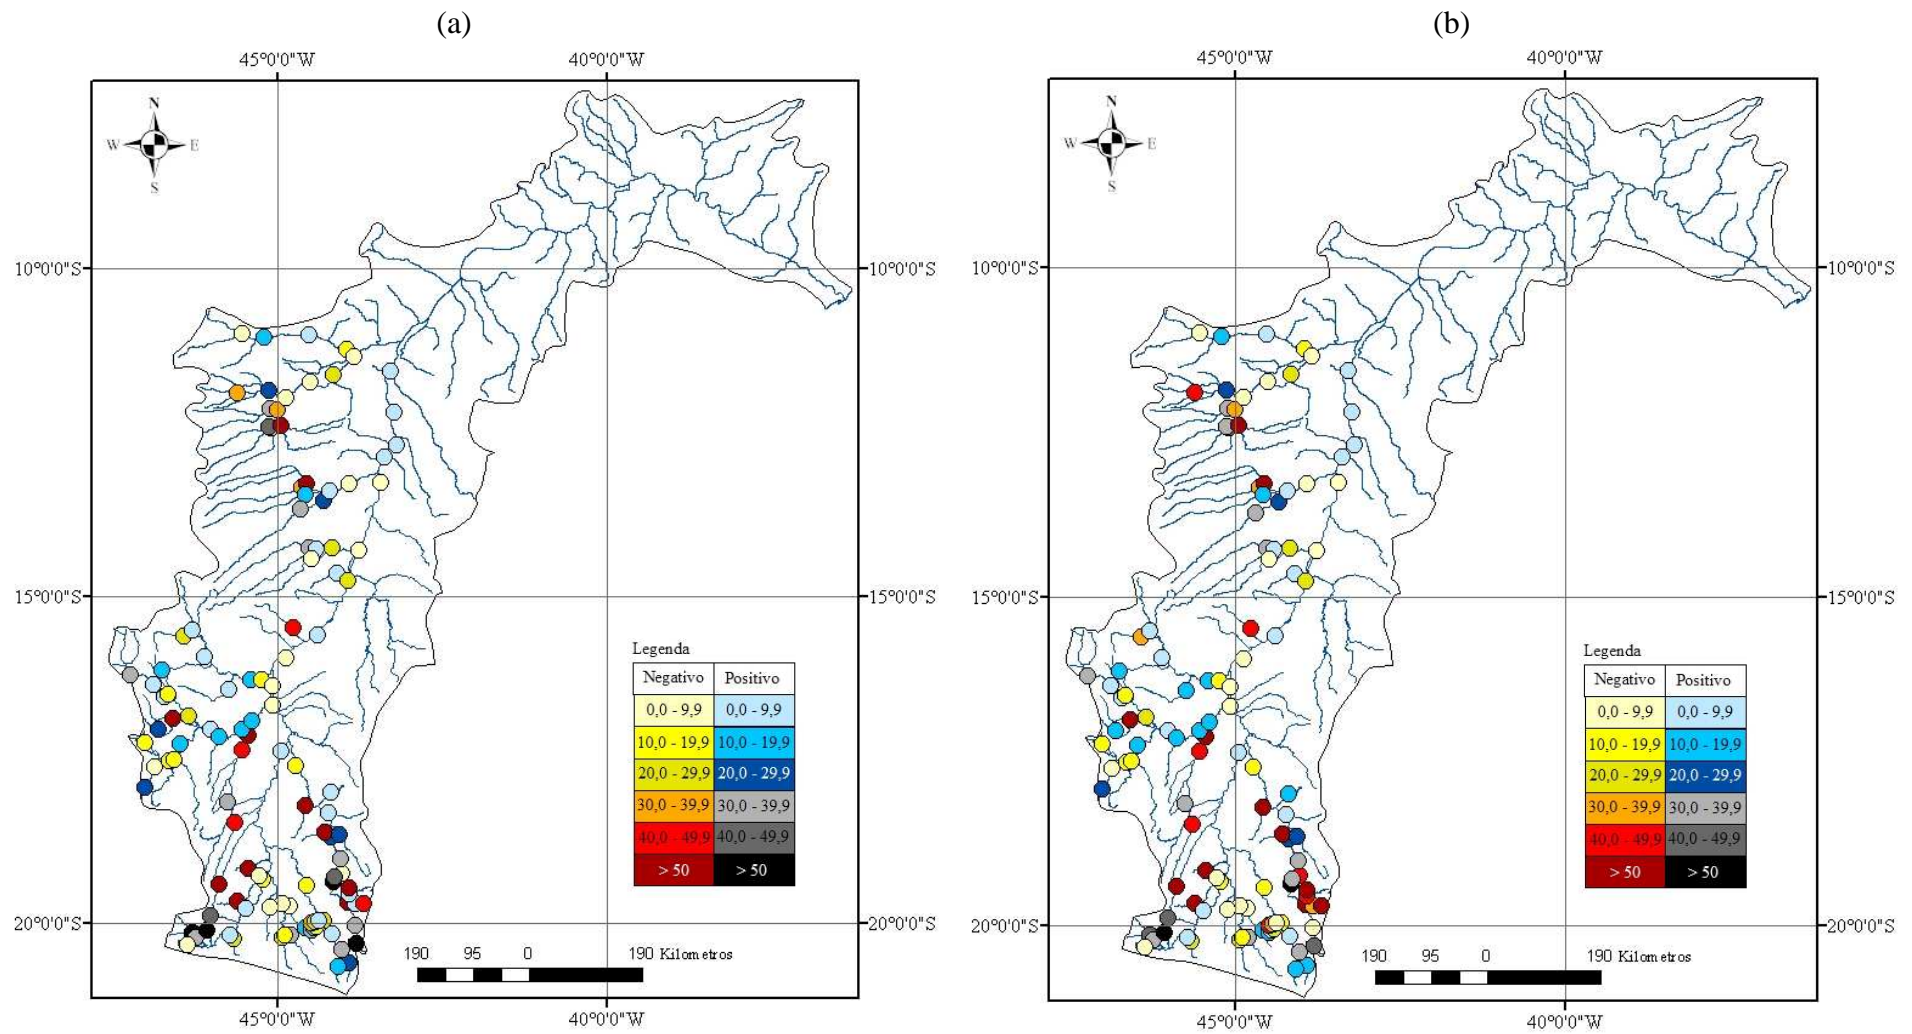 (a)
45°0'0"W 40°0'0"W
N
W E
S
10°0'0"S 10°0'0"S
15°0'0"S 15°0'0"S
20°0'0"S 20°0'0"S
Legenda
Negativo Positivo
0,0 - 9,9 0,0 - 9,9
10,0 - 19,9 10,0 - 19,9
20,0 - 29,9 20,0 - 29,9
30,0 - 39,9 30,0 - 39,9
40,0 - 49,9 40,0 - 49,9
> 50 > 50
190 95 0 190 Kilometros
45°0'0"W 40°0'0"W
(b)
45°0'0"W 40°0'0"W
N
W E
S
10°0'0"S 10°0'0"S
15°0'0"S 15°0'0"S
20°0'0"S 20°0'0"S
Legenda
Negativo Positivo
0,0 - 9,9 0,0 - 9,9
10,0 - 19,9 10,0 - 19,9
20,0 - 29,9 20,0 - 29,9
30,0 - 39,9 30,0 - 39,9
40,0 - 49,9 40,0 - 49,9
> 50 > 50
190 95 0 190 Kilometros
45°0'0"W 40°0'0"W